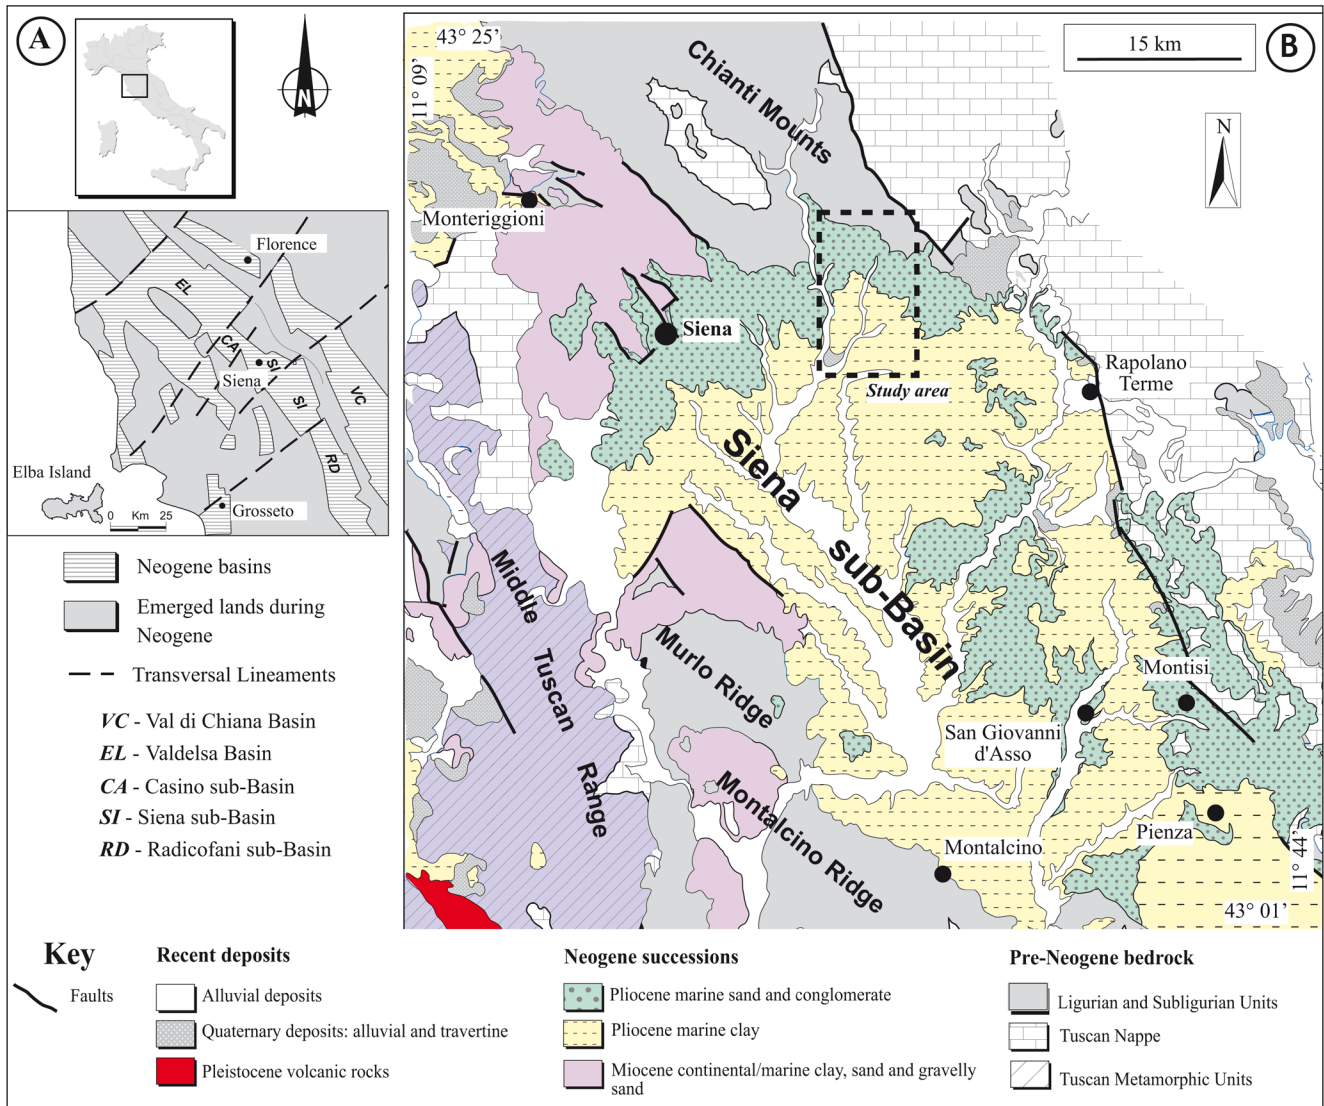 A
N
Florence
EL
CA
SI
Siena
SI
VC
RD
Elba Island
0 Km 25
Grosseto
Neogene basins
Emerged lands during
Neogene
Transversal Lineaments
VC - Val di Chiana Basin
EL - Valdelsa Basin
CA - Casino sub-Basin
SI - Siena sub-Basin
RD - Radicofani sub-Basin
43° 25’
11° 09’
15 km
B
N
Chianti Mounts
Monteriggioni
Siena
Rapolano
Terme
Study area
Siena
sub-Basin
Middle
Tuscan
Range
Murlo Ridge
Montisi
San Giovanni
d'Asso
Montalcino Ridge
Pienza
Montalcino
11° 44’
43° 01’
Key
Faults
Recent deposits
Alluvial deposits
Quaternary deposits: alluvial and travertine
Pleistocene volcanic rocks
Neogene successions
Pliocene marine sand and conglomerate
Pliocene marine clay
Miocene continental/marine clay, sand and gravelly
sand
Pre-Neogene bedrock
Ligurian and Subligurian Units
Tuscan Nappe
Tuscan Metamorphic Units